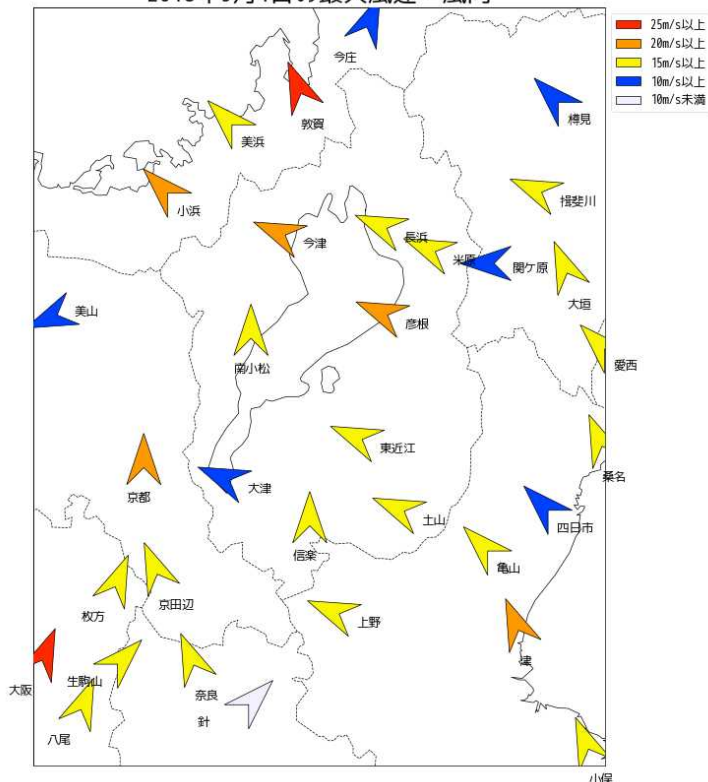 25m/s以上
20m/s以上
15m/s以上
10m/s以上
10m/s未満
今庄
敦賀
樽見
美浜
揖斐川
小浜
今津
長浜
米原
関ケ原
大垣
美山
彦根
南小松
愛西
東近江
桑名
京都
大津
土山
四日市
信楽
亀山
枚方
京田辺
上野
津
大阪
生駒山
奈良
針
八尾
小俣